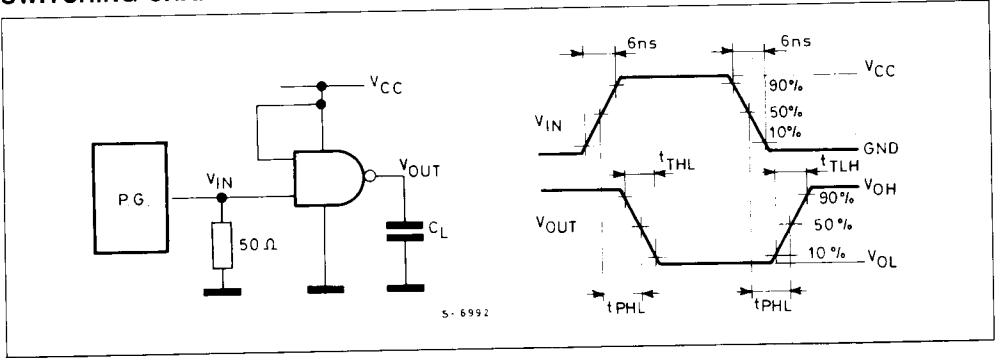 6ns
6ns
VCC
VCC
90%
50%
10%
VIN
GND
tTHL
tTLH
P.G.
VIN
VOUT
50 Ω
CL
VOH
90%
50%
10%
VOL
VOUT
tPHL
tPHL
S-6992